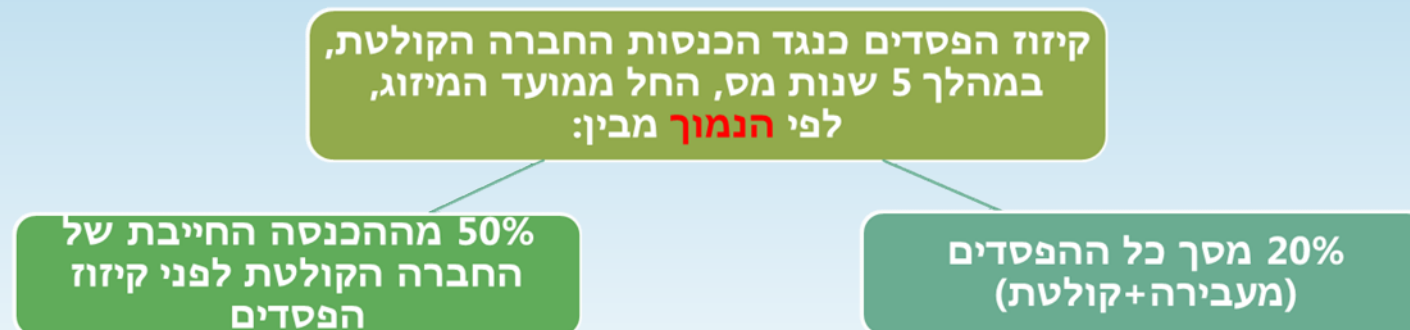 קיזוז הפסדים כנגד הכנסות החברה הקולטת,
במהלך 5 שנות מס, החל ממועד המיזוג,
לפי הנמוך מבין:
20% מסך כל ההפסדים
(מעבירה+קולטת)
50% מההכנסה החייבת של
החברה הקולטת לפני קיזוז
הפסדים